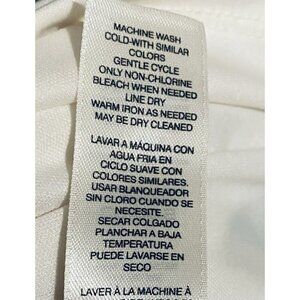 MACHINE WASH
COLD-WITH SIMILAR
COLORS
GENTLE CYCLE
ONLY NON-CHLORINE
BLEACH WHEN NEEDED
LINE DRY
WARM IRON AS NEEDED
MAY BE DRY CLEANED
LAVAR A MÁQUINA CON
AGUA FRIA EN
CICLO SUAVE CON
COLORES SIMILARES.
USAR BLANQUEADOR
SIN CLORO CUANDO SE
NECESITE.
SECAR COLGADO
PLANCHAR A BAJA
TEMPERATURA
PUEDE LAVARSE EN
SECO
LAVER À LA MACHINE À